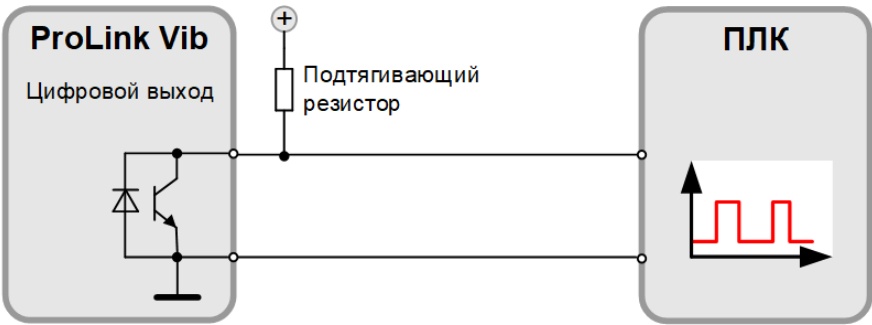 ProLink Vib
Цифровой выход
+
Подтягивающий
резистор
ПЛК